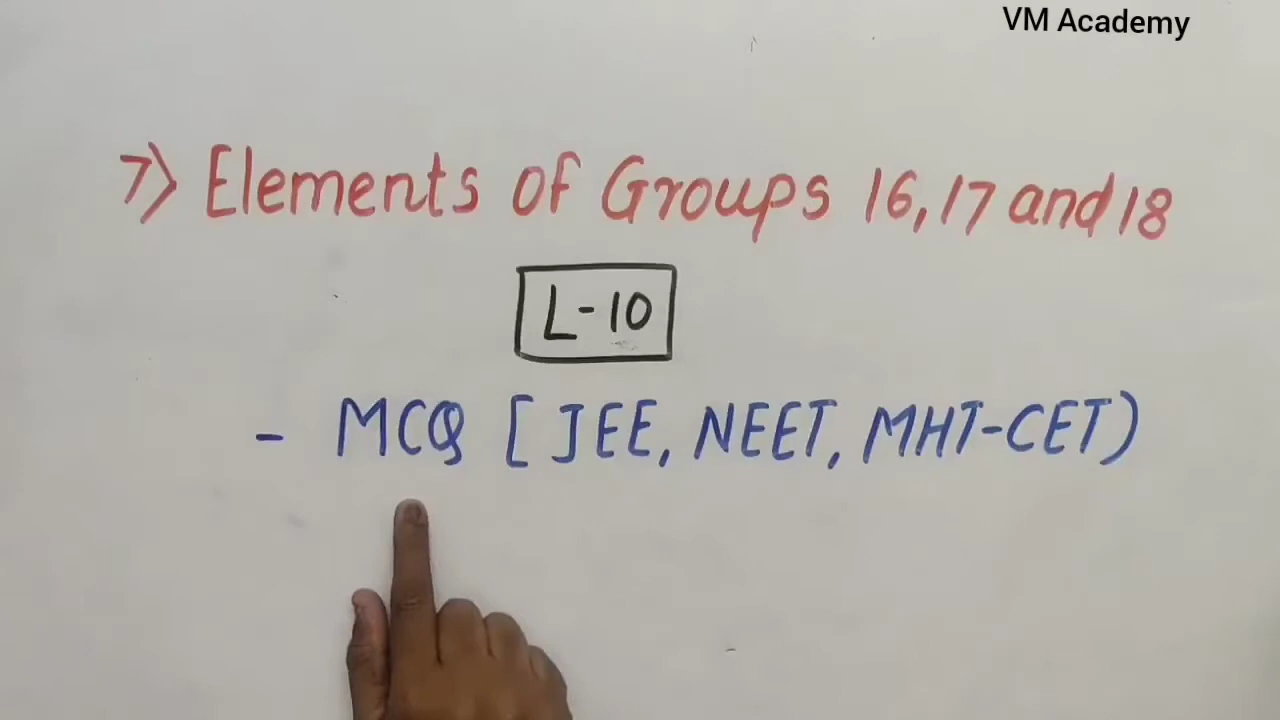 VM Academy
7) Elements of Groups 16, 17 and 18
L-10
- MCQ [JEE, NEET, MHT-CET)